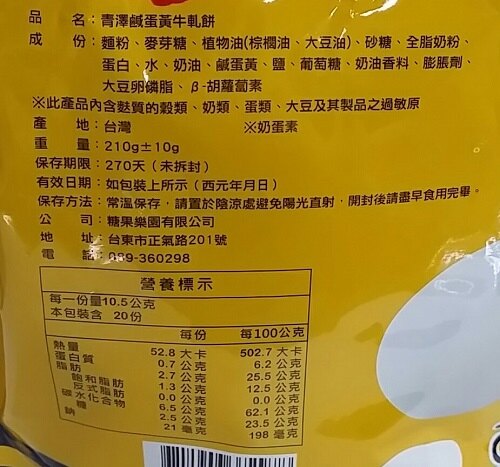 品　名：青澤鹹蛋黃牛軋餅
成　份：麵粉、麥芽糖、植物油(棕櫚油、大豆油)、砂糖、全脂奶粉、
蛋白、水、奶油、鹹蛋黃、鹽、葡萄糖、奶油香料、膨脹劑、
大豆卵磷脂、β-胡蘿蔔素
※此產品內含麩質的穀類、奶類、蛋類、大豆及其製品之過敏原
產　地：台灣　※奶蛋素
重　量：210g±10g
保存期限：270天（未拆封）
有效日期：如包裝上所示（西元年月日）
保存方法：常溫保存，請置於陰涼處避免陽光直射，開封後請盡早食用完畢。
公　司：糖果樂園有限公司
地　址：台東市正氣路201號
電　話：089-360298
營養標示
每一份量10.5公克
本包裝含 20份
每份　每100公克
熱量　52.8 大卡　502.7 大卡
蛋白質　0.7 公克　6.2 公克
脂肪　2.7 公克　25.5 公克
飽和脂肪　1.3 公克　12.5 公克
反式脂肪　0.0 公克　0.0 公克
碳水化合物　6.5 公克　62.1 公克
糖　2.5 公克　23.5 公克
鈉　21 毫克　198 毫克